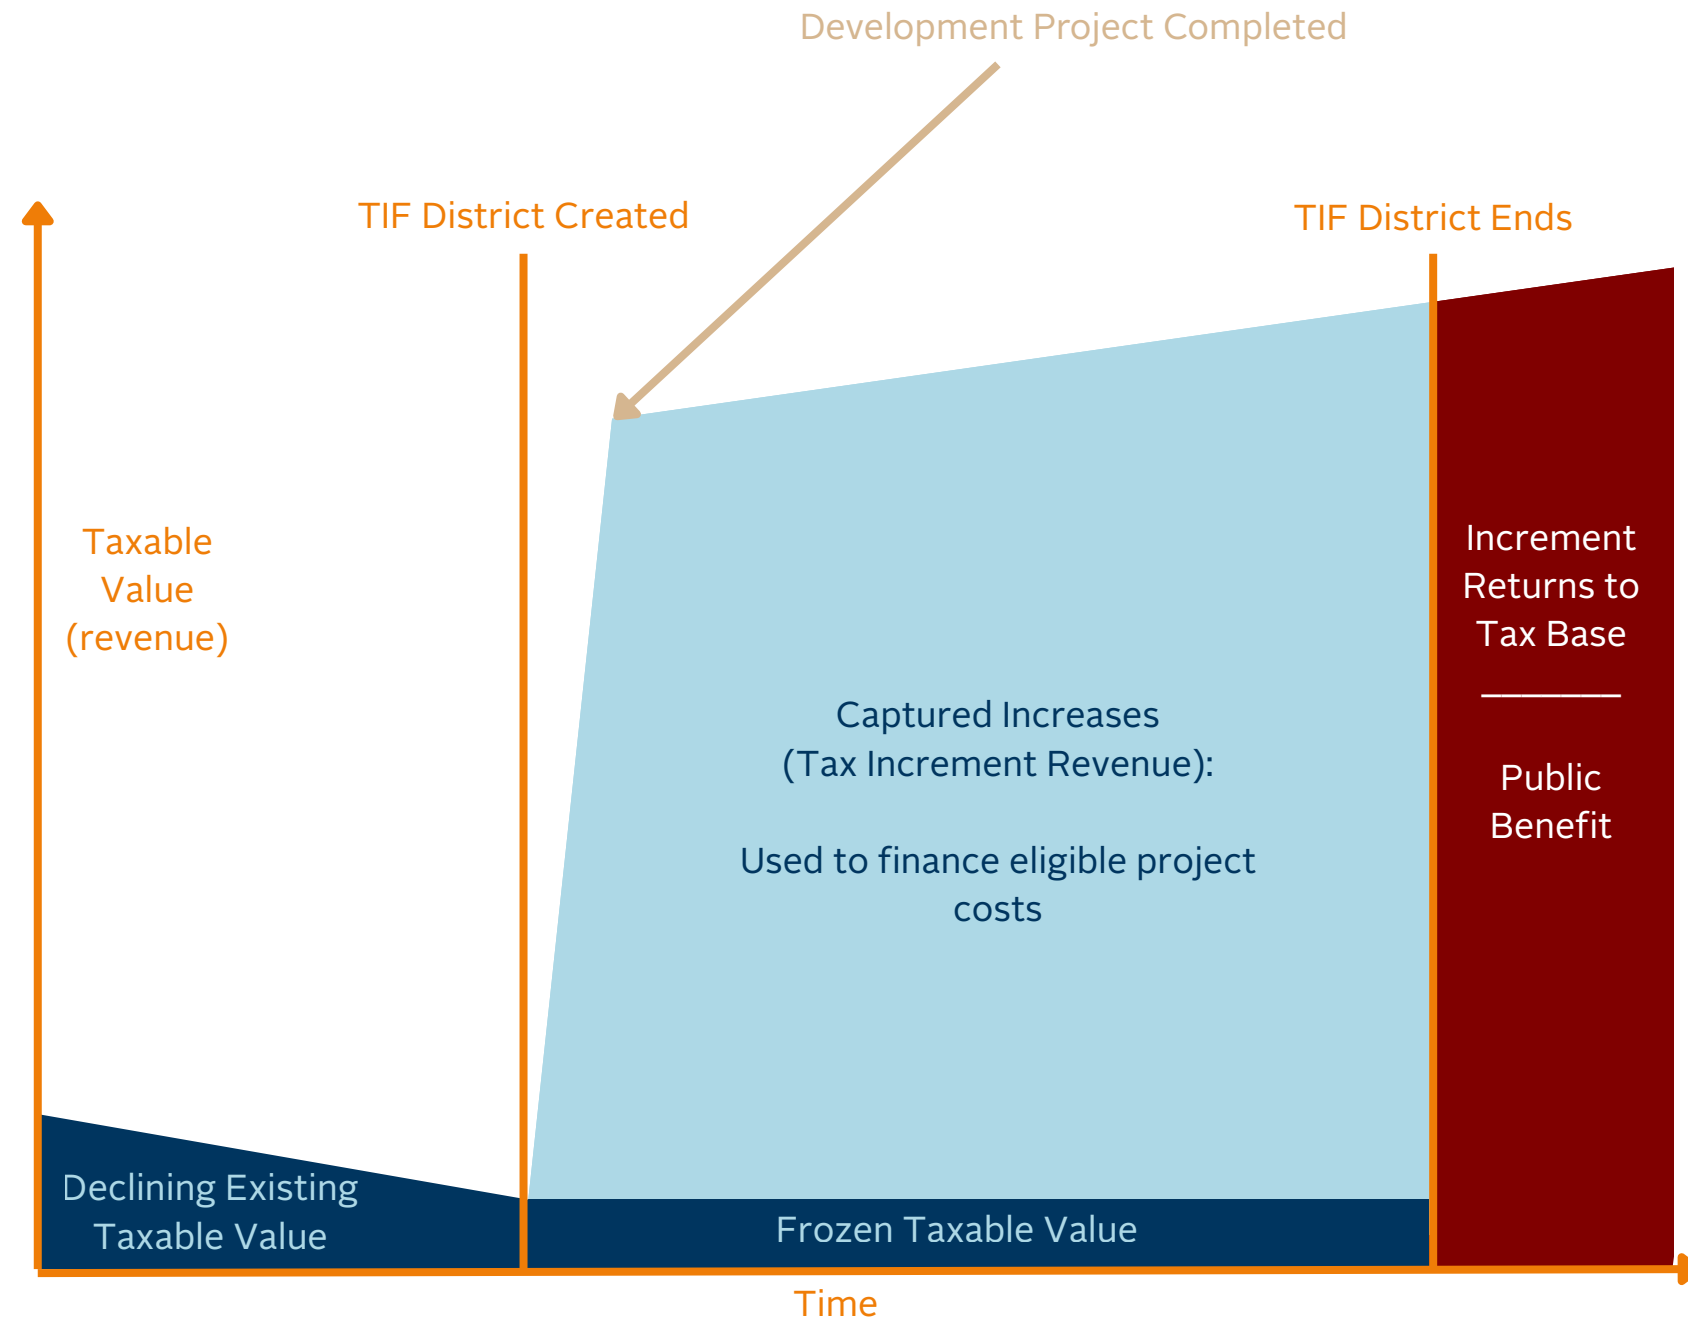 Development Project Completed
TIF District Created
TIF District Ends
Taxable
Value
(revenue)
Increment
Returns to
Tax Base
_______
Public
Benefit
Captured Increases
(Tax Increment Revenue):
Used to finance eligible project
costs
Declining Existing
Taxable Value
Frozen Taxable Value
Time